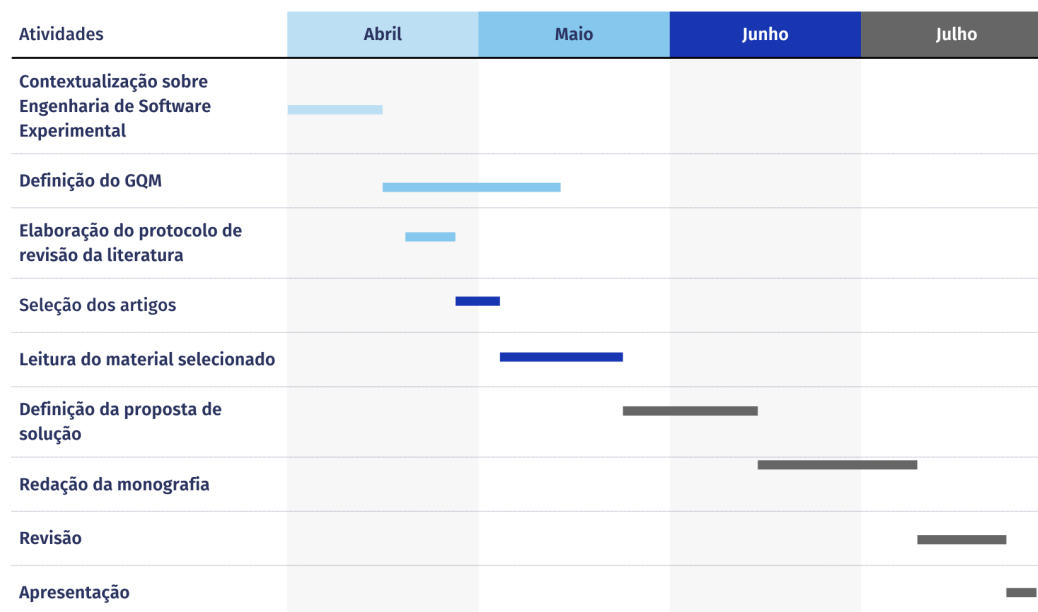 Atividades
Abril
Maio
Junho
Julho
Contextualização sobre
Engenharia de Software
Experimental
Definição do GQM
Elaboração do protocolo de
revisão da literatura
Seleção dos artigos
Leitura do material selecionado
Definição da proposta de
solução
Redação da monografia
Revisão
Apresentação